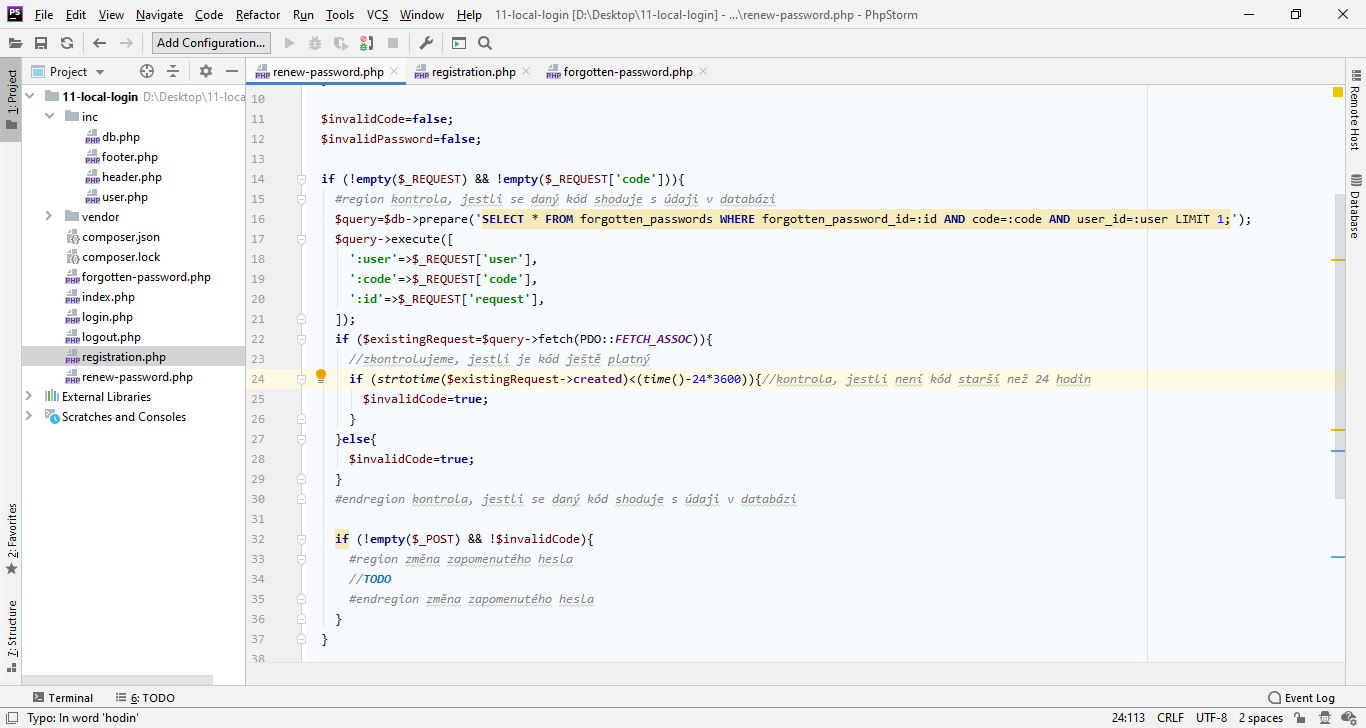 PS File Edit View Navigate Code Refactor Run Tools VCS Window Help 11-local-login [D:\Desktop\11-local-login] - ...\renew-password.php - PhpStorm
Add Configuration...
1: Project
Project
renew-password.php registration.php forgotten-password.php
11-local-login D:\Desktop\11-loca
inc
db.php
footer.php
header.php
user.php
vendor
composer.json
composer.lock
forgotten-password.php
index.php
login.php
logout.php
registration.php
renew-password.php
External Libraries
Scratches and Consoles
10
11 $invalidCode=false;
12 $invalidPassword=false;
13
14 if (!empty($_REQUEST) && !empty($_REQUEST['code'])){
15 #region kontrola, jestli se daný kód shoduje s údaji v databázi
16 $query=$db->prepare('SELECT * FROM forgotten_passwords WHERE forgotten_password_id=:id AND code=:code AND user_id=:user LIMIT 1;');
17 $query->execute([
18 ':user'=>$_REQUEST['user'],
19 ':code'=>$_REQUEST['code'],
20 ':id'=>$_REQUEST['request'],
21 ]);
22 if ($existingRequest=$query->fetch(PDO::FETCH_ASSOC)){
23 //zkontrolujeme, jestli je kód ještě platný
24 if (strtotime($existingRequest->created)<(time()-24*3600)){//kontrola, jestli není kód starší než 24 hodin
25 $invalidCode=true;
26 }
27 }else{
28 $invalidCode=true;
29 }
30 #endregion kontrola, jestli se daný kód shoduje s údaji v databázi
31
32 if (!empty($_POST) && !$invalidCode){
33 #region změna zapomenutého hesla
34 //TODO
35 #endregion změna zapomenutého hesla
36 }
37 }
38
Remote Host
Database
2: Favorites
7: Structure
Terminal 6: TODO Event Log
Typo: In word 'hodin' 24:113 CRLF UTF-8 2 spaces